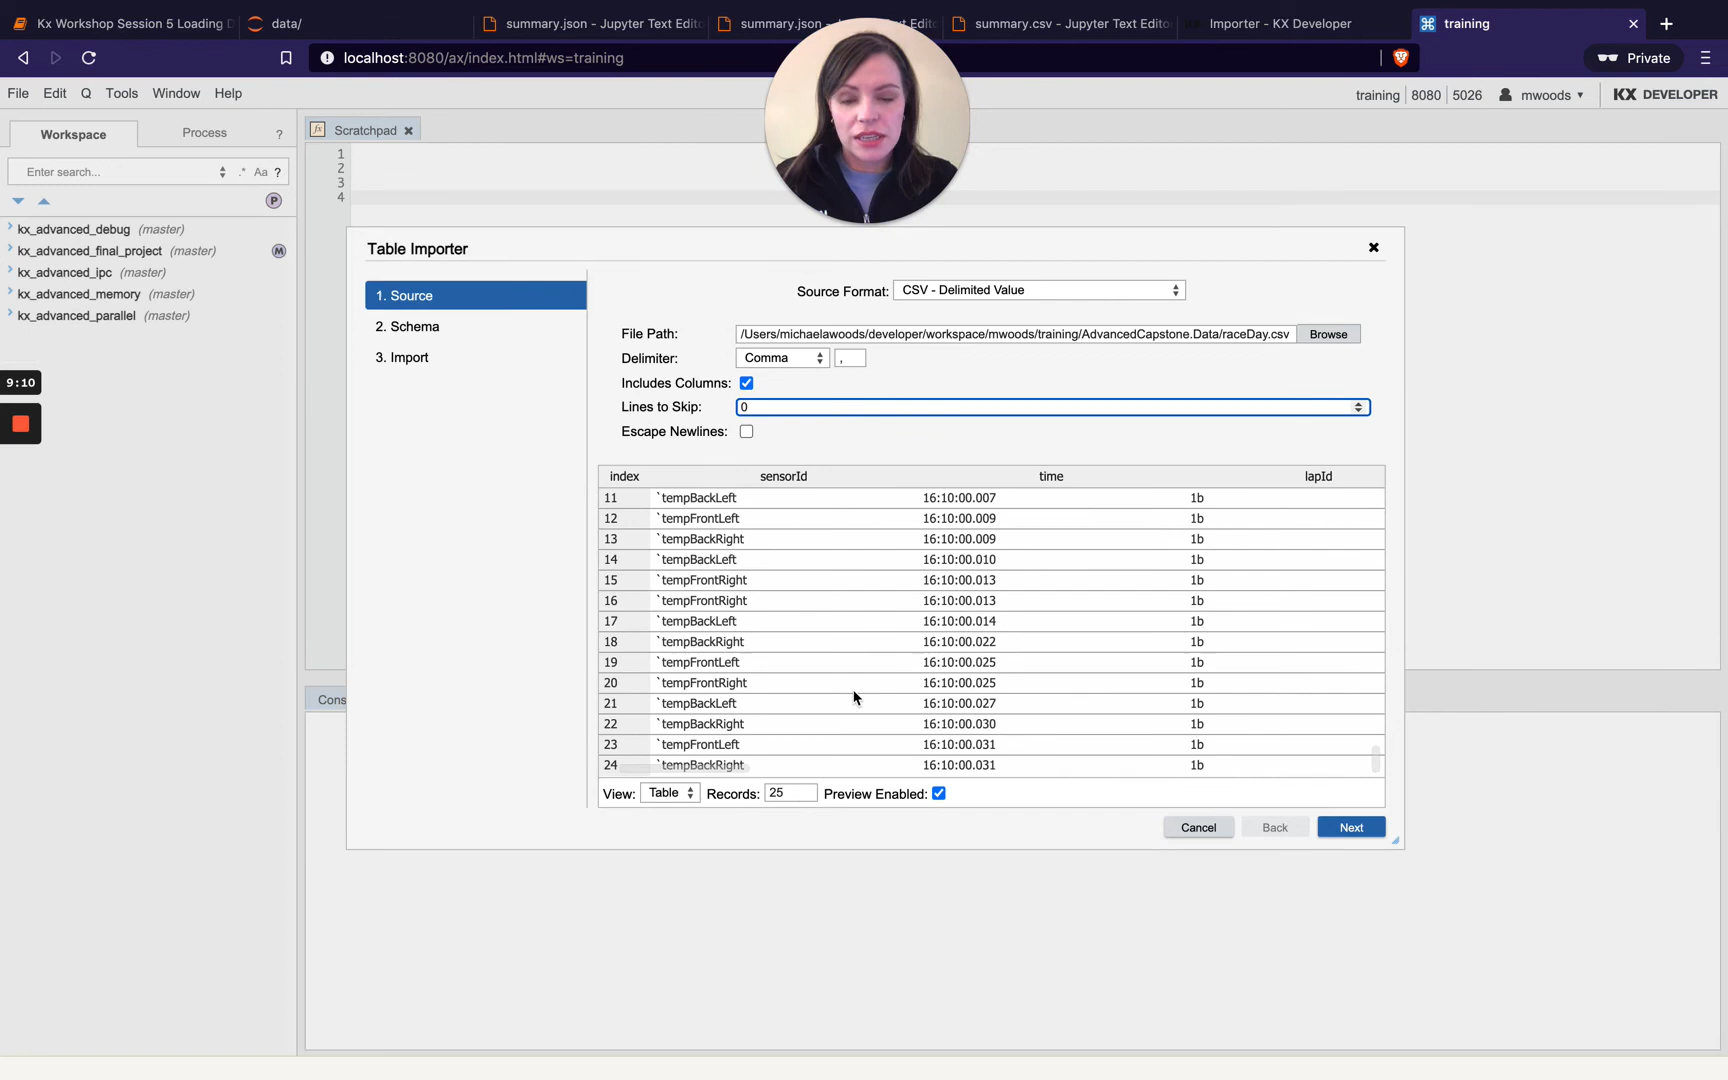 Kx Workshop Session 5 Loading D
data/
summary.json - Jupyter Text Edito
summary.json - Jupyter Text Edito
summary.csv - Jupyter Text Edito
Importer - KX Developer
training
localhost:8080/ax/index.html#ws=training
Private
File Edit Q Tools Window Help
training 8080 5026 mwoods KX DEVELOPER
Workspace Process ?
Scratchpad
Enter search... .* Aa ?
P
1
2
3
4
kx_advanced_debug (master)
kx_advanced_final_project (master) M
kx_advanced_ipc (master)
kx_advanced_memory (master)
kx_advanced_parallel (master)
9:10
Table Importer
1. Source
2. Schema
3. Import
Source Format: CSV - Delimited Value
File Path: /Users/michaelawoods/developer/workspace/mwoods/training/AdvancedCapstone.Data/raceDay.csv Browse
Delimiter: Comma ,
Includes Columns:
Lines to Skip: 0
Escape Newlines:
index sensorId time lapId
11 `tempBackLeft 16:10:00.007 1b
12 `tempFrontLeft 16:10:00.009 1b
13 `tempBackRight 16:10:00.009 1b
14 `tempBackLeft 16:10:00.010 1b
15 `tempFrontRight 16:10:00.013 1b
16 `tempFrontRight 16:10:00.013 1b
17 `tempBackLeft 16:10:00.014 1b
18 `tempBackRight 16:10:00.022 1b
19 `tempFrontLeft 16:10:00.025 1b
20 `tempFrontRight 16:10:00.025 1b
21 `tempBackLeft 16:10:00.027 1b
22 `tempBackRight 16:10:00.030 1b
23 `tempFrontLeft 16:10:00.031 1b
24 `tempBackRight 16:10:00.031 1b
View: Table Records: 25 Preview Enabled:
Cancel Back Next
Cons